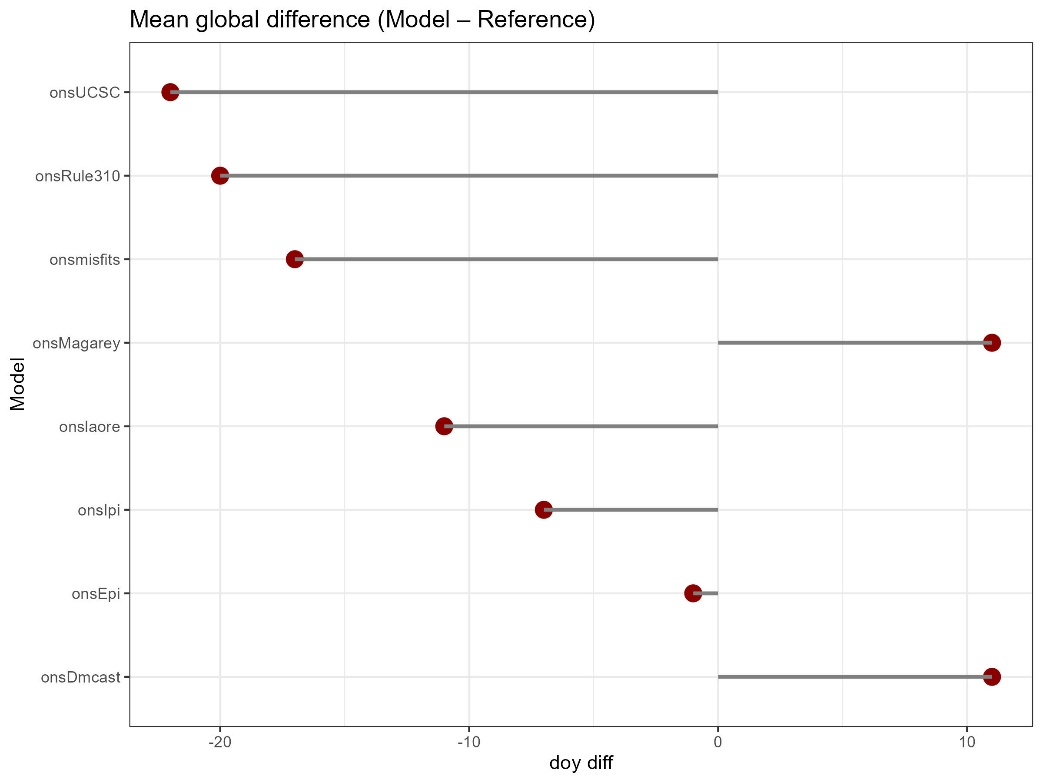 Mean global difference (Model – Reference)
onsUCSC
onsRule310
onsmisfits
onsMagarey
onslaore
onsIpi
onsEpi
onsDmcast
Model
-20
-10
0
10
doy diff